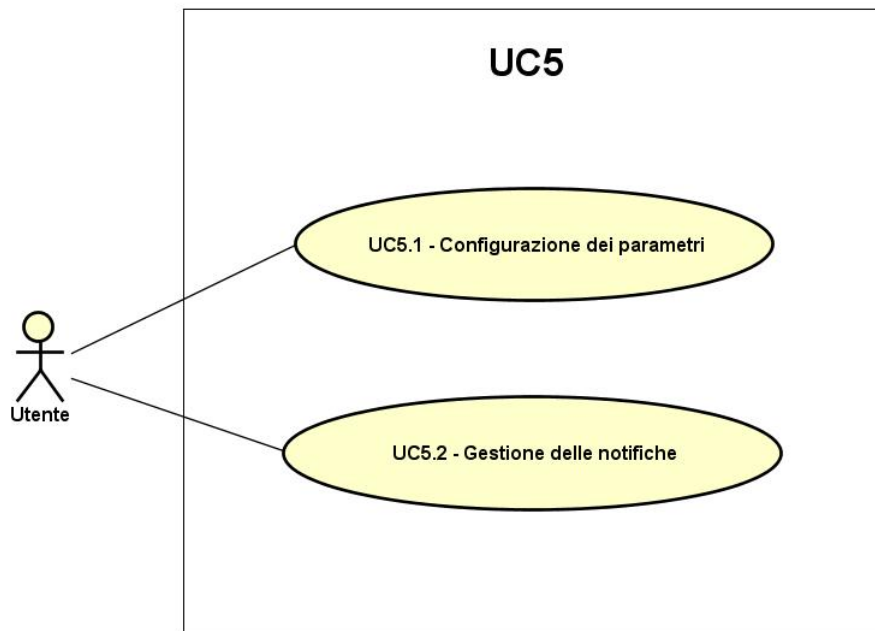 UC5
UC5.1 - Configurazione dei parametri
Utente
UC5.2 - Gestione delle notifiche